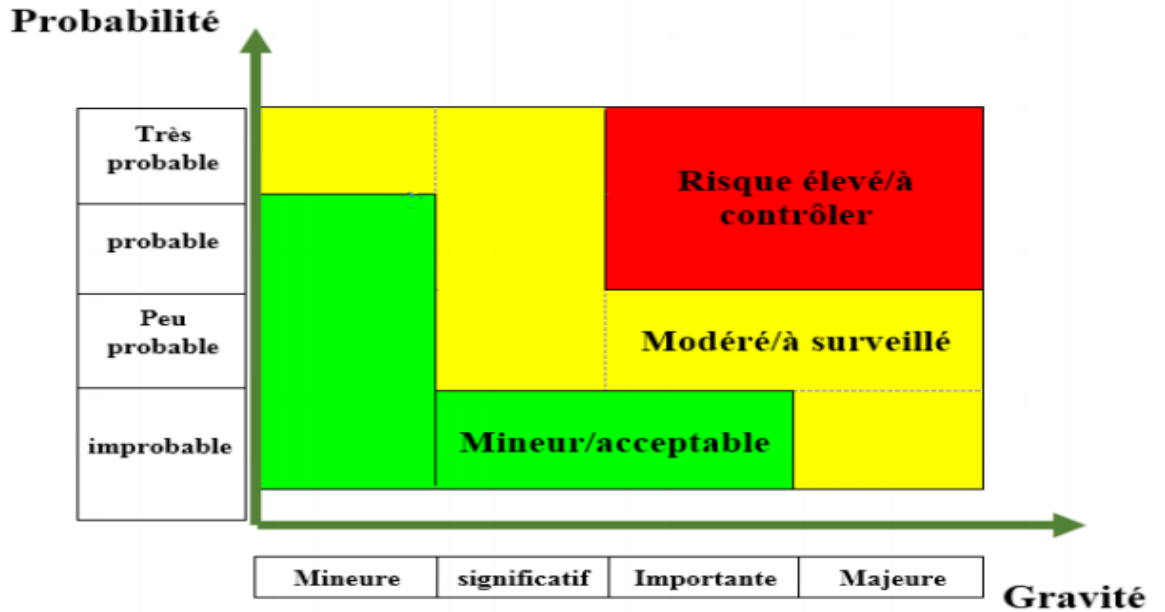 Probabilité
Très
probable
Risque élevé/à
contrôler
probable
Peu
probable
Modéré/à surveillé
improbable
Mineur/acceptable
Mineure
significatif
Importante
Majeure
Gravité